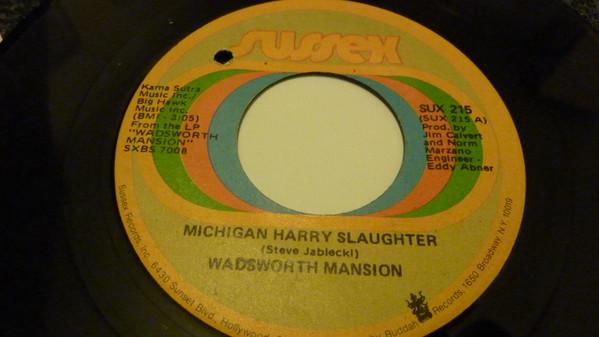 sussex
Kama Sutra
Music Inc./
Big Hawk
Music Inc.
(BMI - 3:05)
From the LP
"WADSWORTH
MANSION"
SXBS 7008
SUX 215
(SUX 215 A)
Prod. by
Jim Calvert
and Norm
Marzano
Engineer -
Eddy Abner
MICHIGAN HARRY SLAUGHTER
(Steve Jablecki)
WADSWORTH MANSION
Sussex Records, Inc. 6430 Sunset Blvd., Hollywood, by Buddah Records, 1650 Broadway, N.Y. 10019